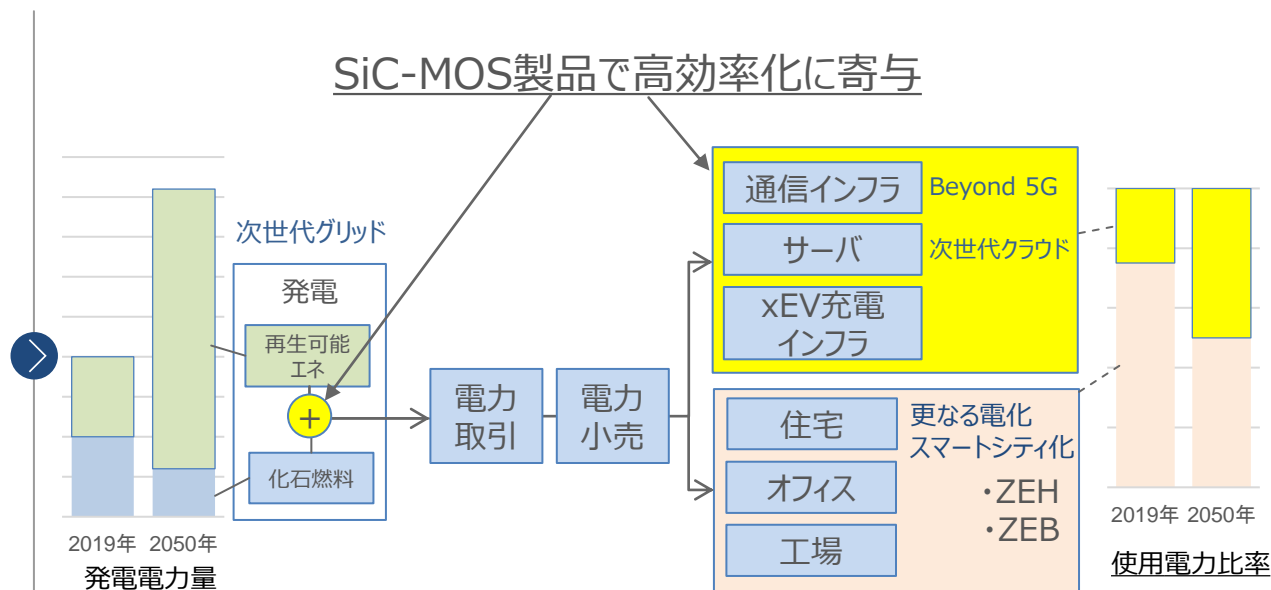 SiC-MOS製品で高効率化に寄与
次世代グリッド
発電
再生可能
エネ
+
化石燃料
2019年 2050年
発電電力量
電力
取引
電力
小売
通信インフラ
Beyond 5G
サーバ
次世代クラウド
xEV充電
インフラ
住宅
更なる電化
スマートシティ化
オフィス
・ZEH
・ZEB
工場
2019年 2050年
使用電力比率